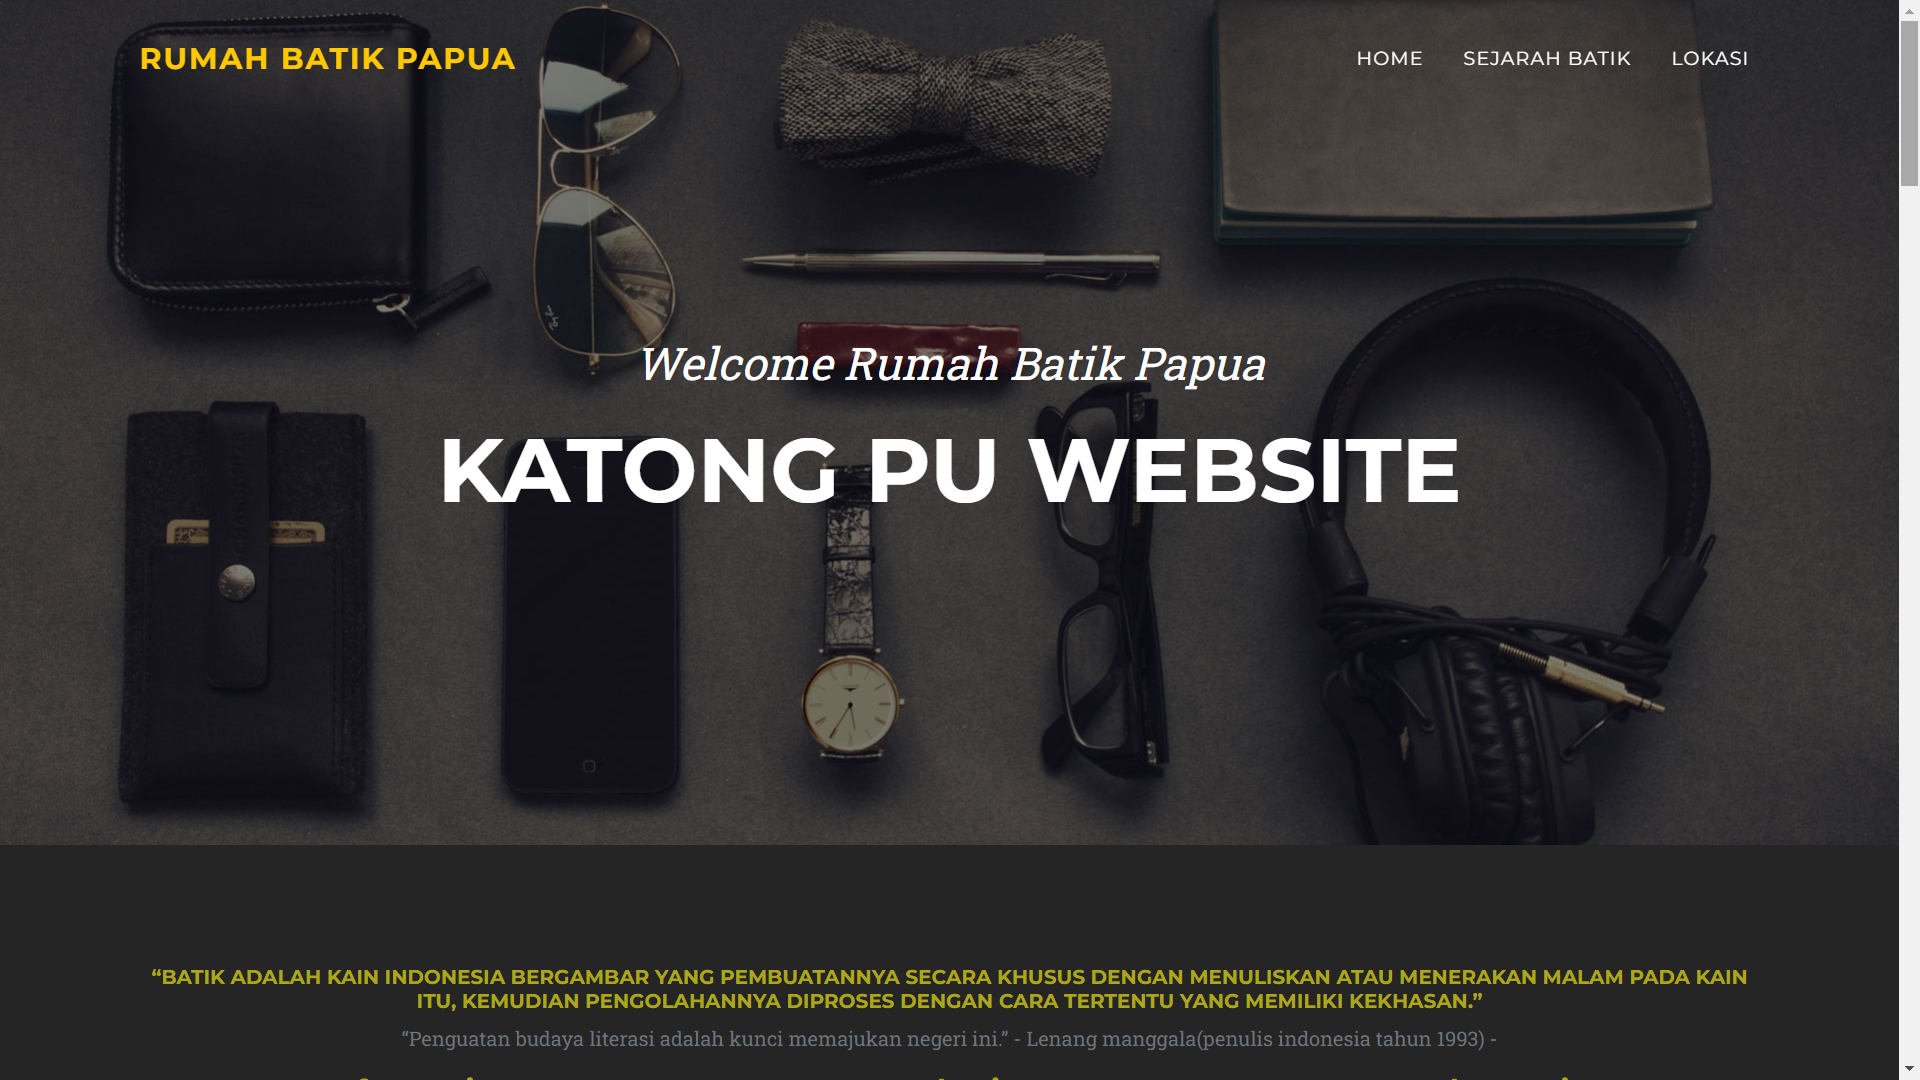 RUMAH BATIK PAPUA
HOME
SEJARAH BATIK
LOKASI
Welcome Rumah Batik Papua
KATONG PU WEBSITE
“BATIK ADALAH KAIN INDONESIA BERGAMBAR YANG PEMBUATANNYA SECARA KHUSUS DENGAN MENULISKAN ATAU MENERAKAN MALAM PADA KAIN
ITU, KEMUDIAN PENGOLAHANNYA DIPROSES DENGAN CARA TERTENTU YANG MEMILIKI KEKHASAN.”
“Penguatan budaya literasi adalah kunci memajukan negeri ini.” - Lenang manggala(penulis indonesia tahun 1993) -